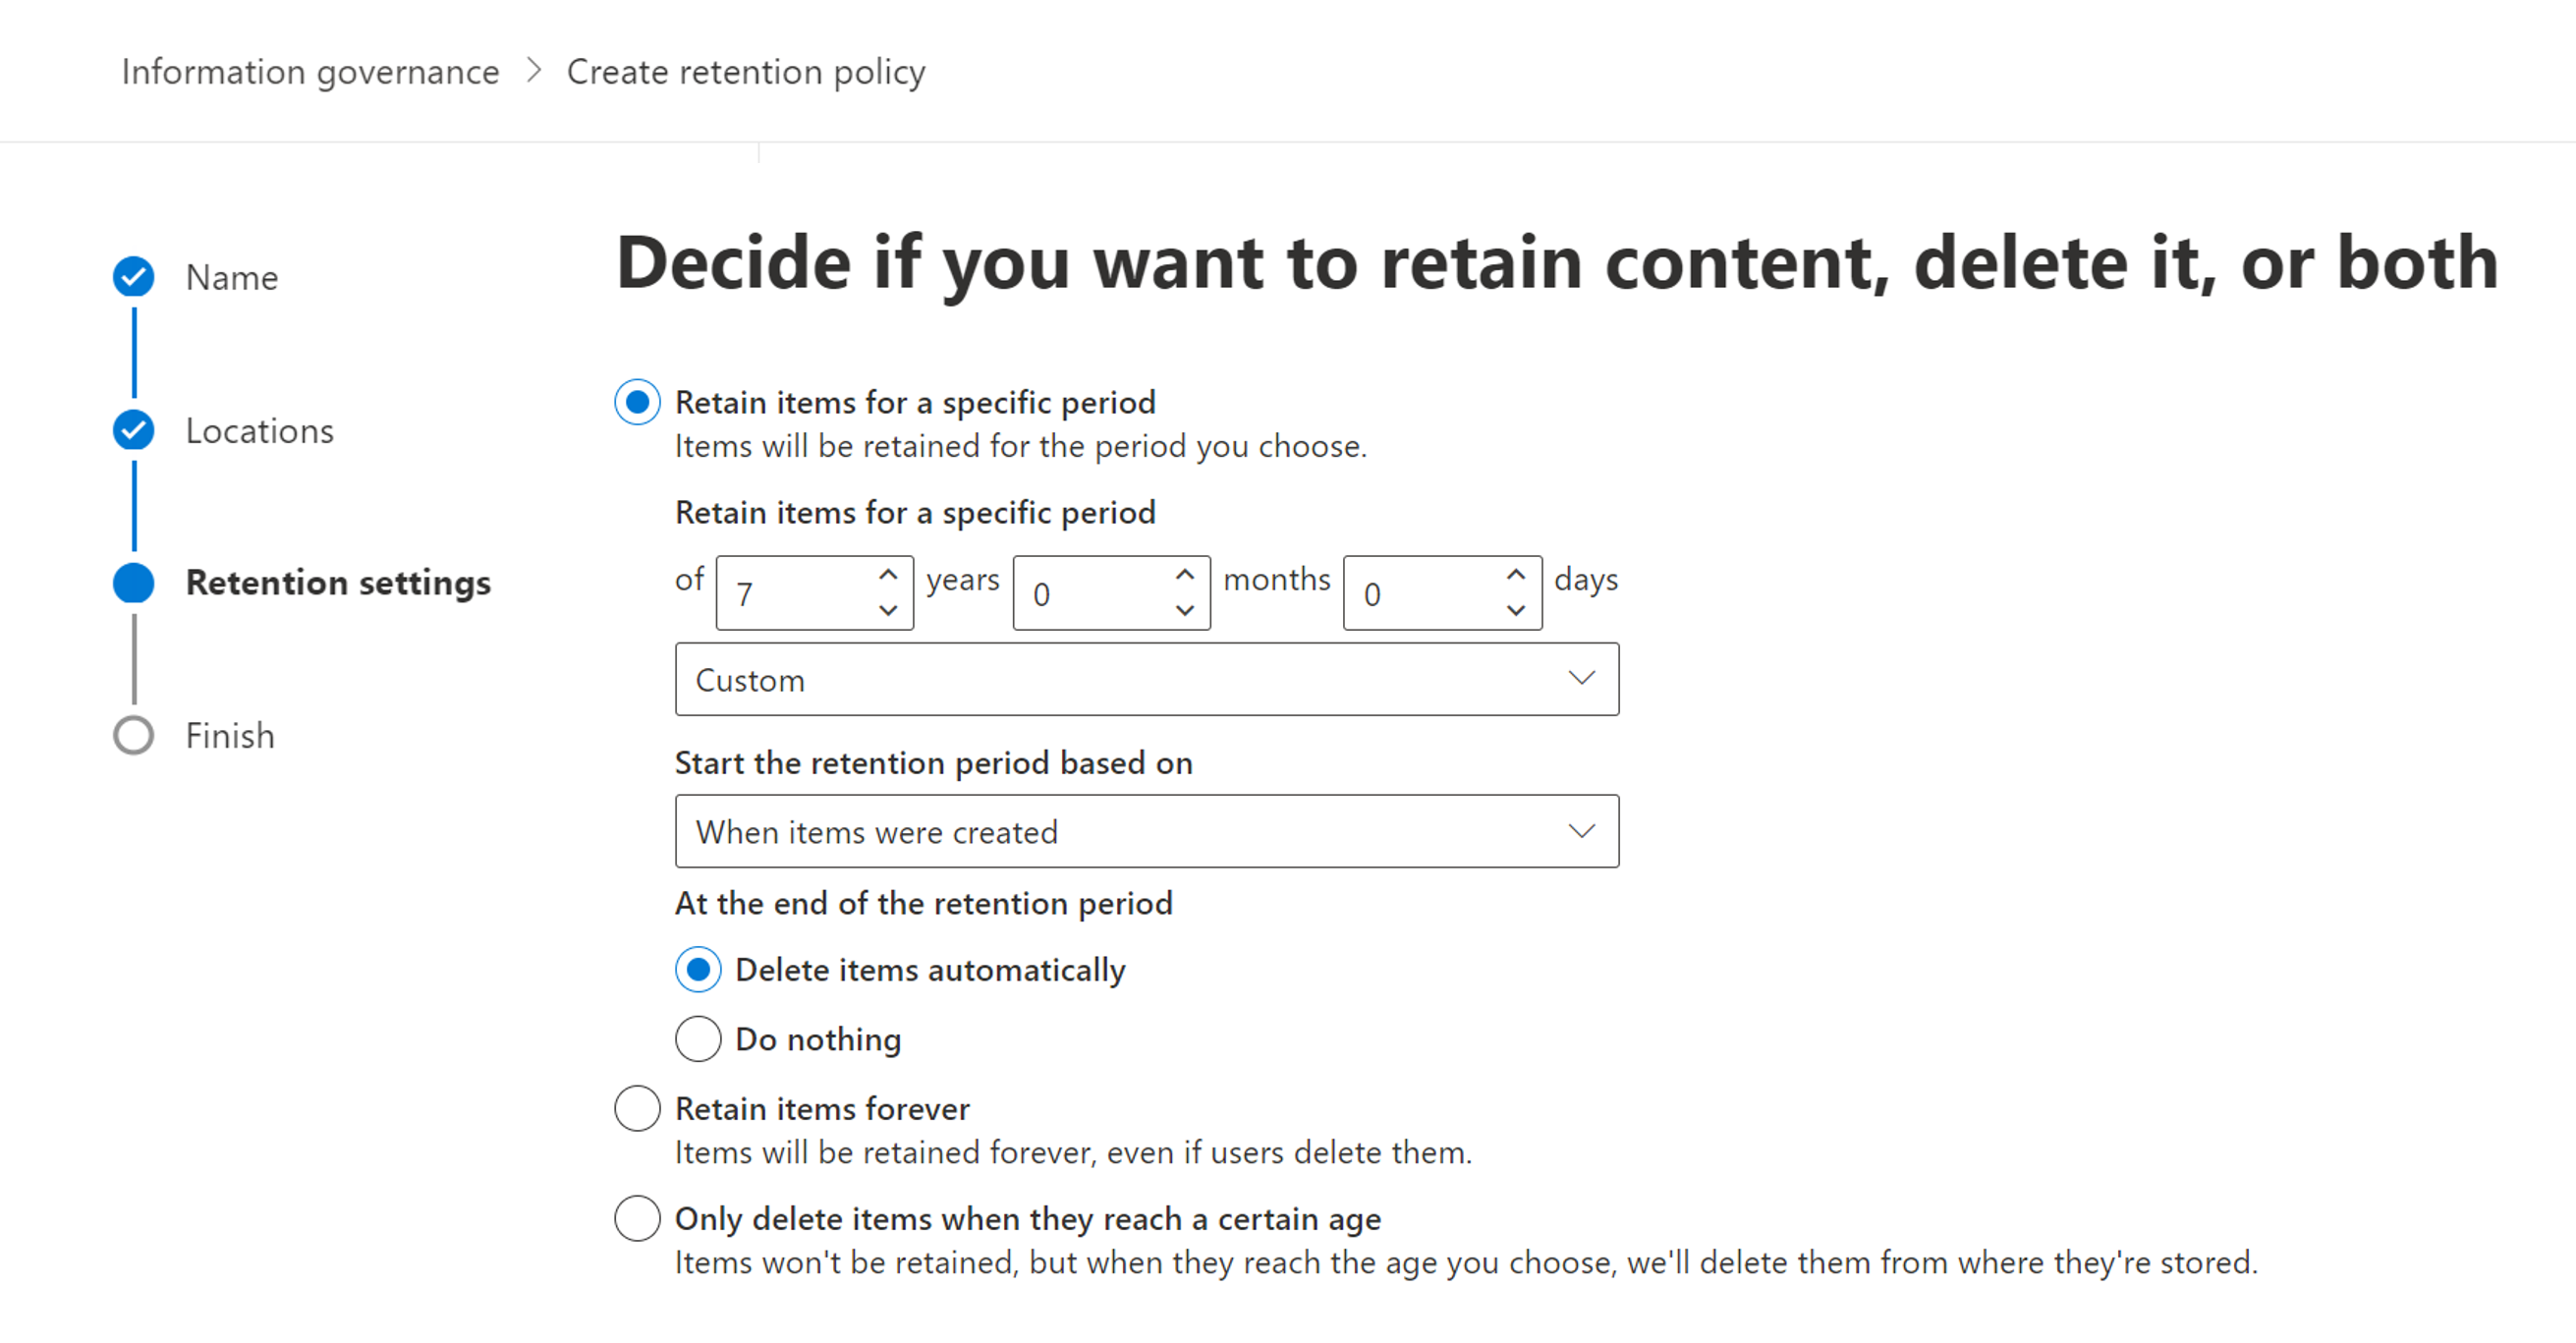 Information governance > Create retention policy
Decide if you want to retain content, delete it, or both
Name
Locations
Retention settings
Finish
Retain items for a specific period
Items will be retained for the period you choose.
Retain items for a specific period
of 7 years 0 months 0 days
Custom
Start the retention period based on
When items were created
At the end of the retention period
Delete items automatically
Do nothing
Retain items forever
Items will be retained forever, even if users delete them.
Only delete items when they reach a certain age
Items won't be retained, but when they reach the age you choose, we'll delete them from where they're stored.